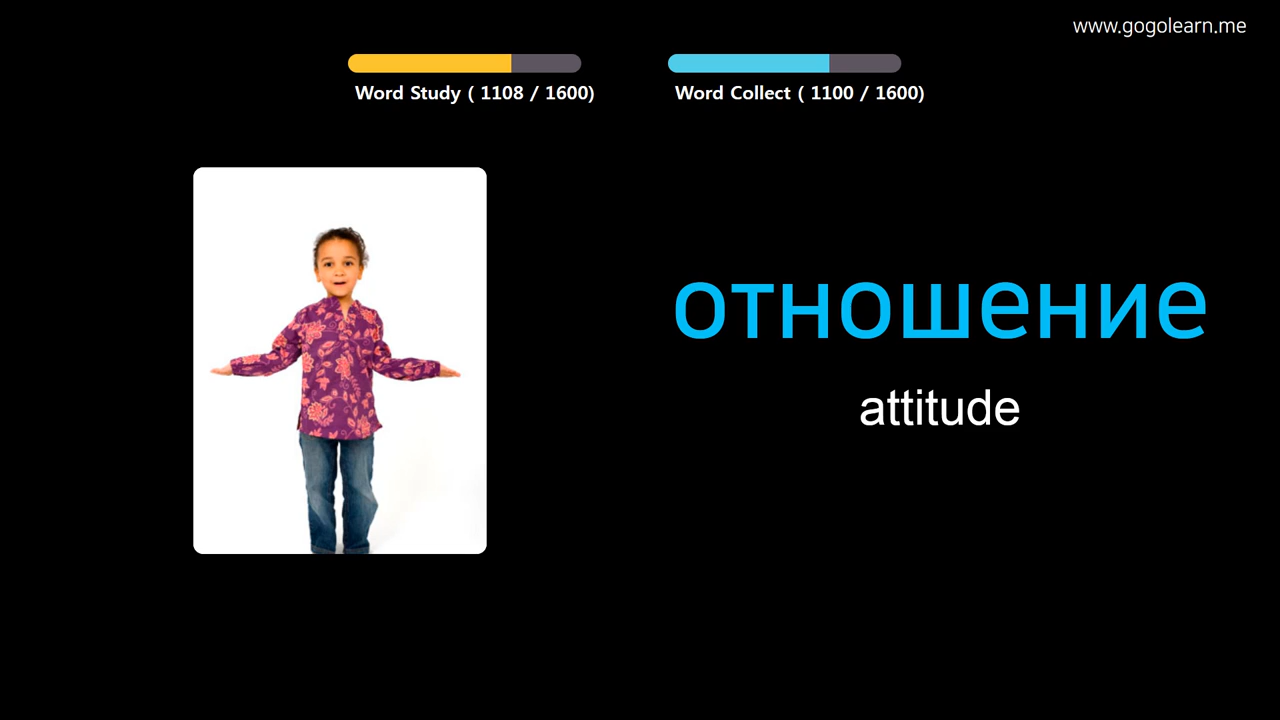 www.gogolearn.me
Word Study ( 1108 / 1600)
Word Collect ( 1100 / 1600)
отношение
attitude